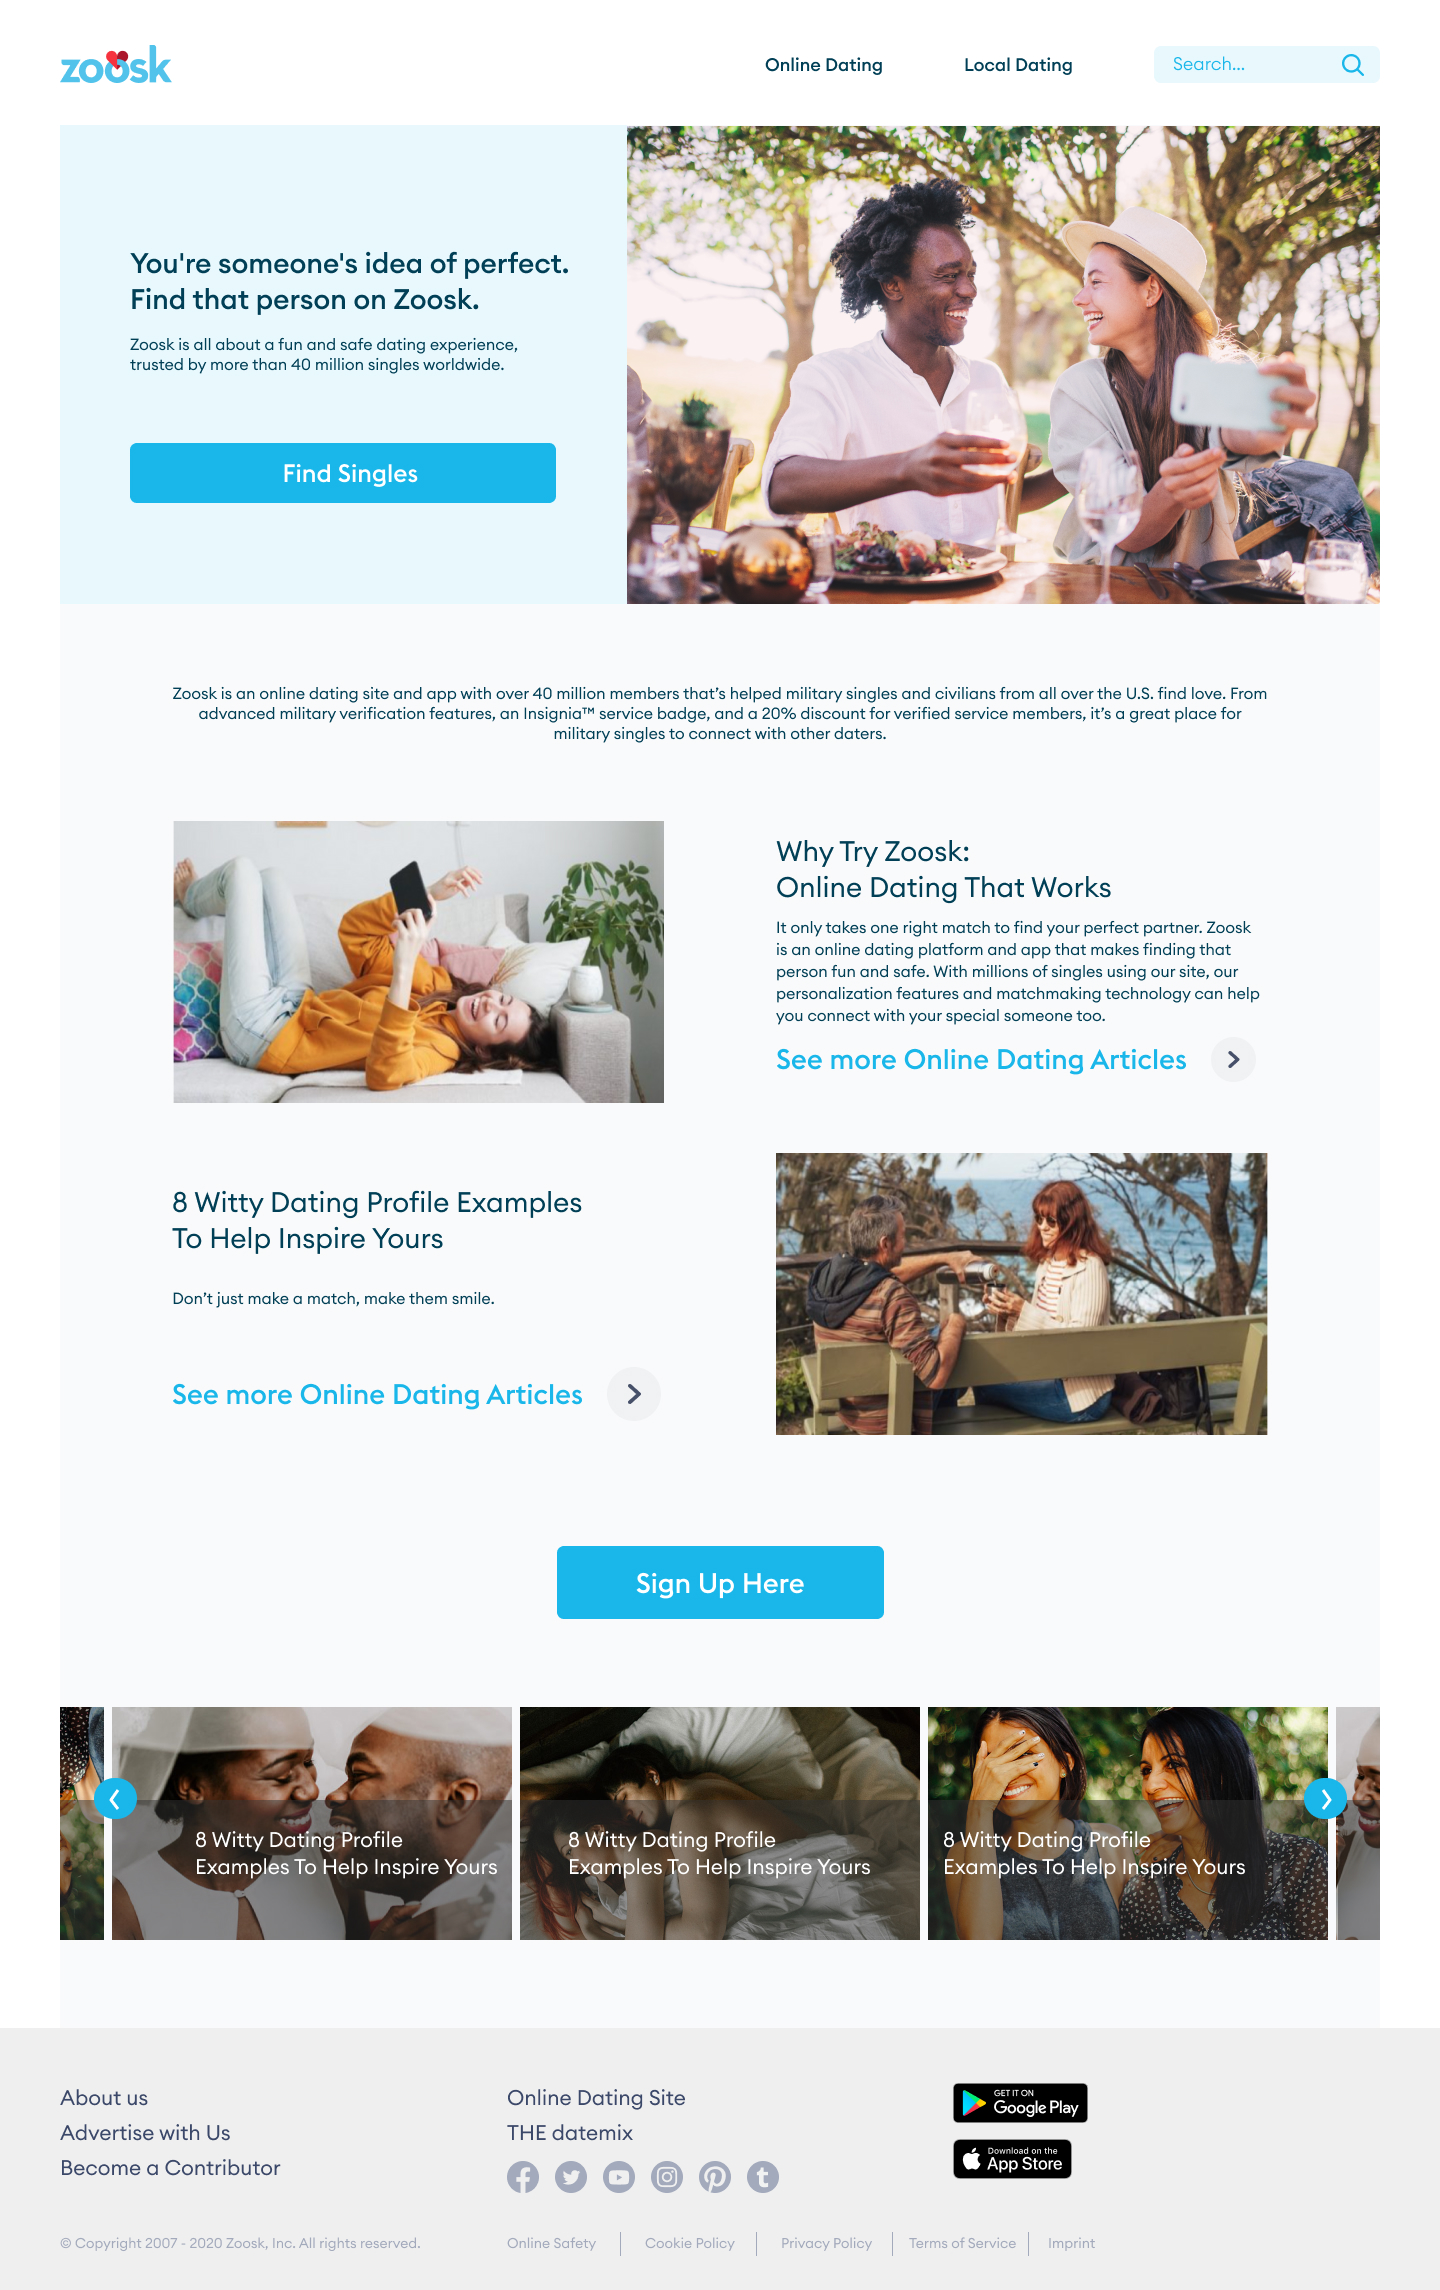 zoosk
Online Dating
Local Dating
Search...
You're someone's idea of perfect.
Find that person on Zoosk.
Zoosk is all about a fun and safe dating experience,
trusted by more than 40 million singles worldwide.
Find Singles
Zoosk is an online dating site and app with over 40 million members that’s helped military singles and civilians from all over the U.S. find love. From
advanced military verification features, an Insignia™ service badge, and a 20% discount for verified service members, it’s a great place for
military singles to connect with other daters.
Why Try Zoosk:
Online Dating That Works
It only takes one right match to find your perfect partner. Zoosk
is an online dating platform and app that makes finding that
person fun and safe. With millions of singles using our site, our
personalization features and matchmaking technology can help
you connect with your special someone too.
See more Online Dating Articles
8 Witty Dating Profile Examples
To Help Inspire Yours
Don’t just make a match, make them smile.
See more Online Dating Articles
Sign Up Here
8 Witty Dating Profile
Examples To Help Inspire Yours
8 Witty Dating Profile
Examples To Help Inspire Yours
8 Witty Dating Profile
Examples To Help Inspire Yours
About us
Advertise with Us
Become a Contributor
Online Dating Site
THE datemix
GET IT ON
Google Play
Download on the
App Store
© Copyright 2007 - 2020 Zoosk, Inc. All rights reserved.
Online Safety
Cookie Policy
Privacy Policy
Terms of Service
Imprint